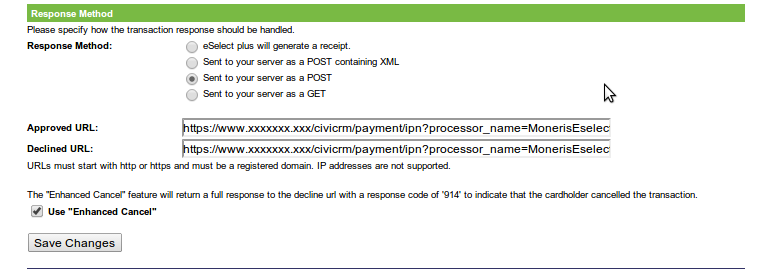 Response Method
Please specify how the transaction response should be handled.
Response Method:
eSelect plus will generate a receipt.
Sent to your server as a POST containing XML
Sent to your server as a POST
Sent to your server as a GET
Approved URL: https://www.xxxxxxx.xxx/civicrm/payment/ipn?processor_name=MonerisEselect
Declined URL: https://www.xxxxxxx.xxx/civicrm/payment/ipn?processor_name=MonerisEselect
URLs must start with http or https and must be a registered domain. IP addresses are not supported.
The "Enhanced Cancel" feature will return a full response to the decline url with a response code of '914' to indicate that the cardholder cancelled the transaction.
Use "Enhanced Cancel"
Save Changes